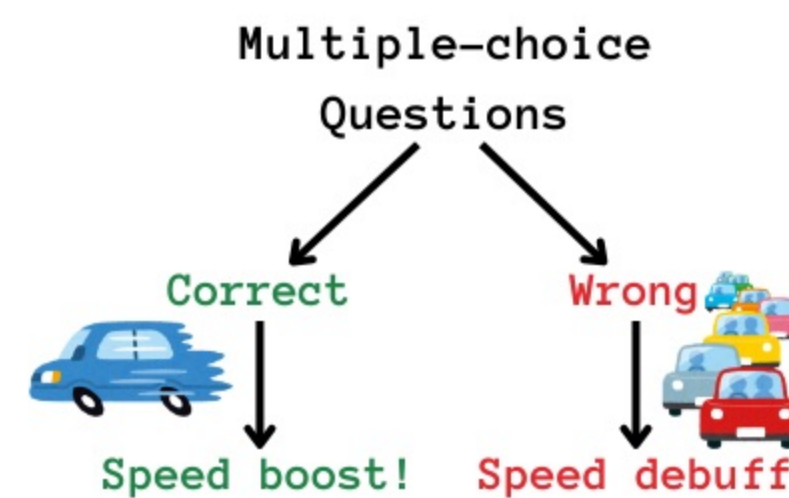 Multiple-choice
Questions
Correct
Wrong
Speed boost!
Speed debuff